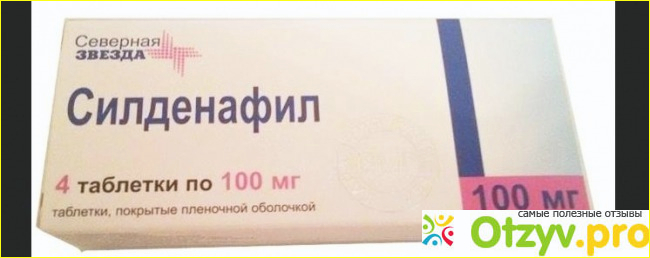 Северная
ЗВЕЗДА
Силденафил
4 таблетки по 100 мг
таблетки, покрытые пленочной оболочкой
100 мг
самые полезные отзывы
Otzyv.pro